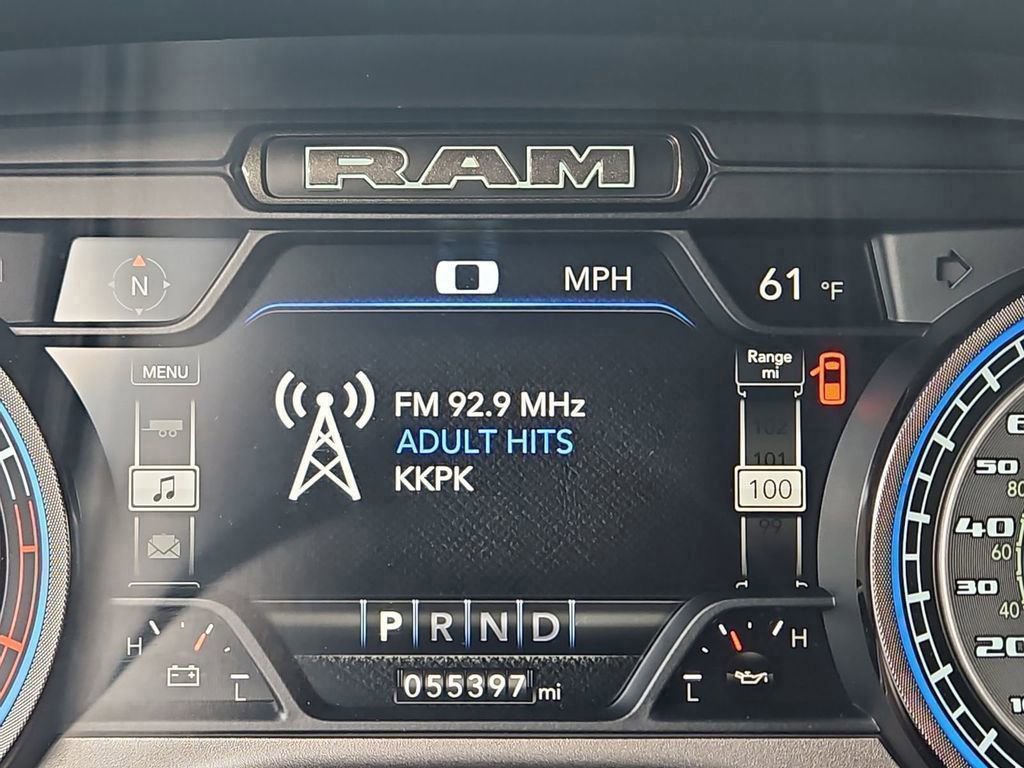 RAM
N
0 MPH
61 °F
MENU
Range
mi
FM 92.9 MHz
ADULT HITS
KKPK
102
101
100
99
P R N D
H
L
055397 mi
H
L
50
80
40
60
30
40
20